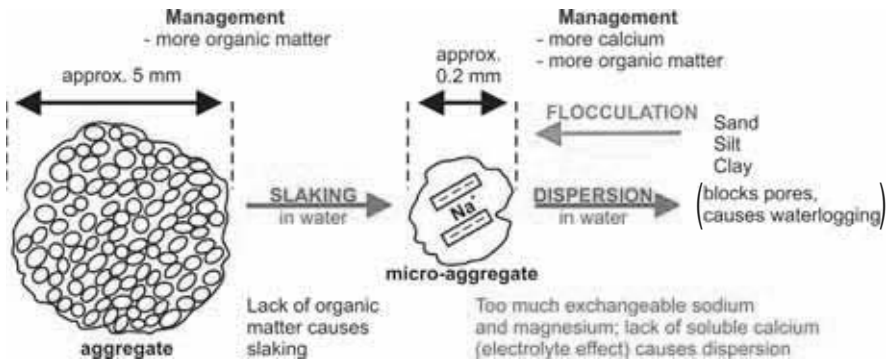 Management
- more organic matter
Management
- more calcium
- more organic matter
approx. 5 mm
approx.
0.2 mm
FLOCCULATION
Sand
Silt
Clay
SLAKING
in water
Na+
DISPERSION
in water
(blocks pores,
causes waterlogging)
micro-aggregate
aggregate
Lack of organic
matter causes
slaking
Too much exchangeable sodium
and magnesium; lack of soluble calcium
(electrolyte effect) causes dispersion